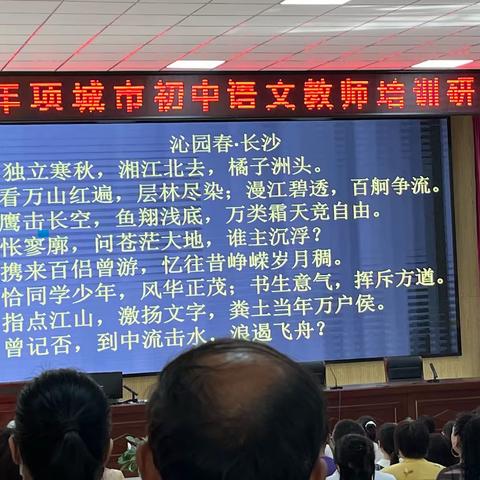 年项城市初中语文教师培训研
沁园春·长沙
独立寒秋，湘江北去，橘子洲头。
看万山红遍，层林尽染；漫江碧透，百舸争流。
鹰击长空，鱼翔浅底，万类霜天竞自由。
怅寥廓，问苍茫大地，谁主沉浮？
携来百侣曾游，忆往昔峥嵘岁月稠。
恰同学少年，风华正茂；书生意气，挥斥方遒。
指点江山，激扬文字，粪土当年万户侯。
曾记否，到中流击水，浪遏飞舟？